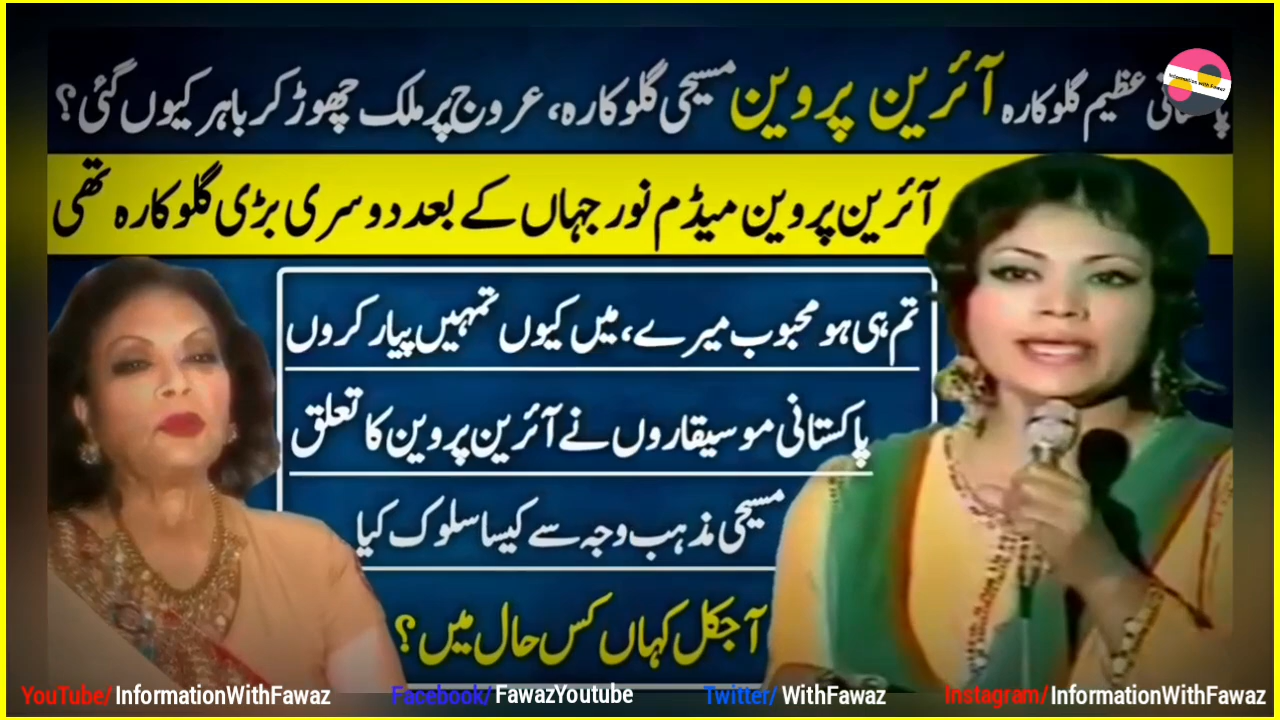 عظیم گلوکارہ آئرین پروین مسیحی گلوکارہ، عروج پر ملک چھوڑ کر باہر کیوں گئی؟
Information with Fawaz
آئرین پروین میڈم نور جہاں کے بعد دوسری بڑی گلوکارہ تھی
تم ہی ہو محبوب میرے، میں کیوں تمہیں پیار کروں
پاکستانی موسیقاروں نے آئرین پروین کا تعلق
مسیحی مذہب وجہ سے کیسا سلوک کیا
آجکل کہاں کس حال میں؟
YouTube/ InformationWithFawaz Facebook/ FawazYoutube Twitter/ WithFawaz Instagram/ InformationWithFawaz